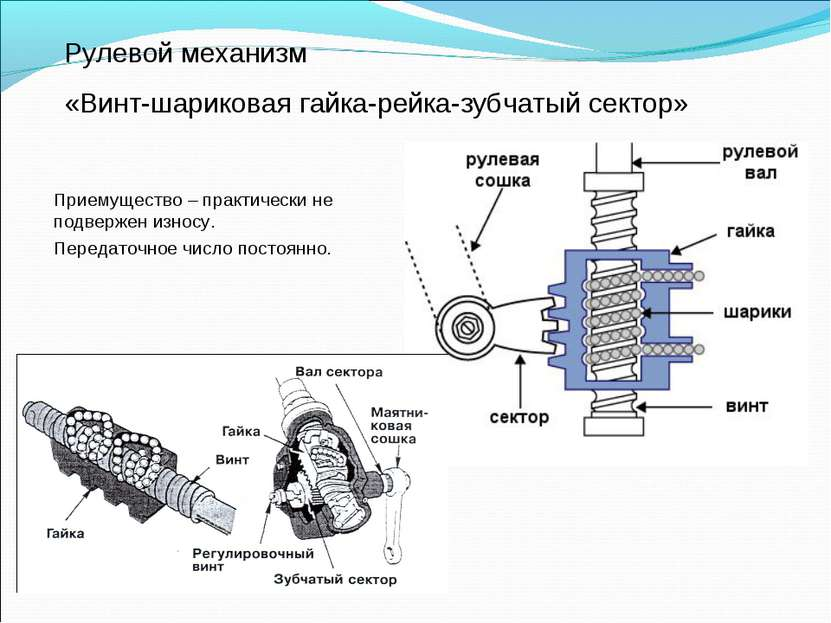 Рулевой механизм
«Винт-шариковая гайка-рейка-зубчатый сектор»
Приемущество – практически не
подвержен износу.
Передаточное число постоянно.
рулевая
сошка
рулевой
вал
гайка
шарики
винт
сектор
Вал сектора
Маятни-
ковая
сошка
Гайка
Винт
Гайка
Регулировочный
винт
Зубчатый сектор